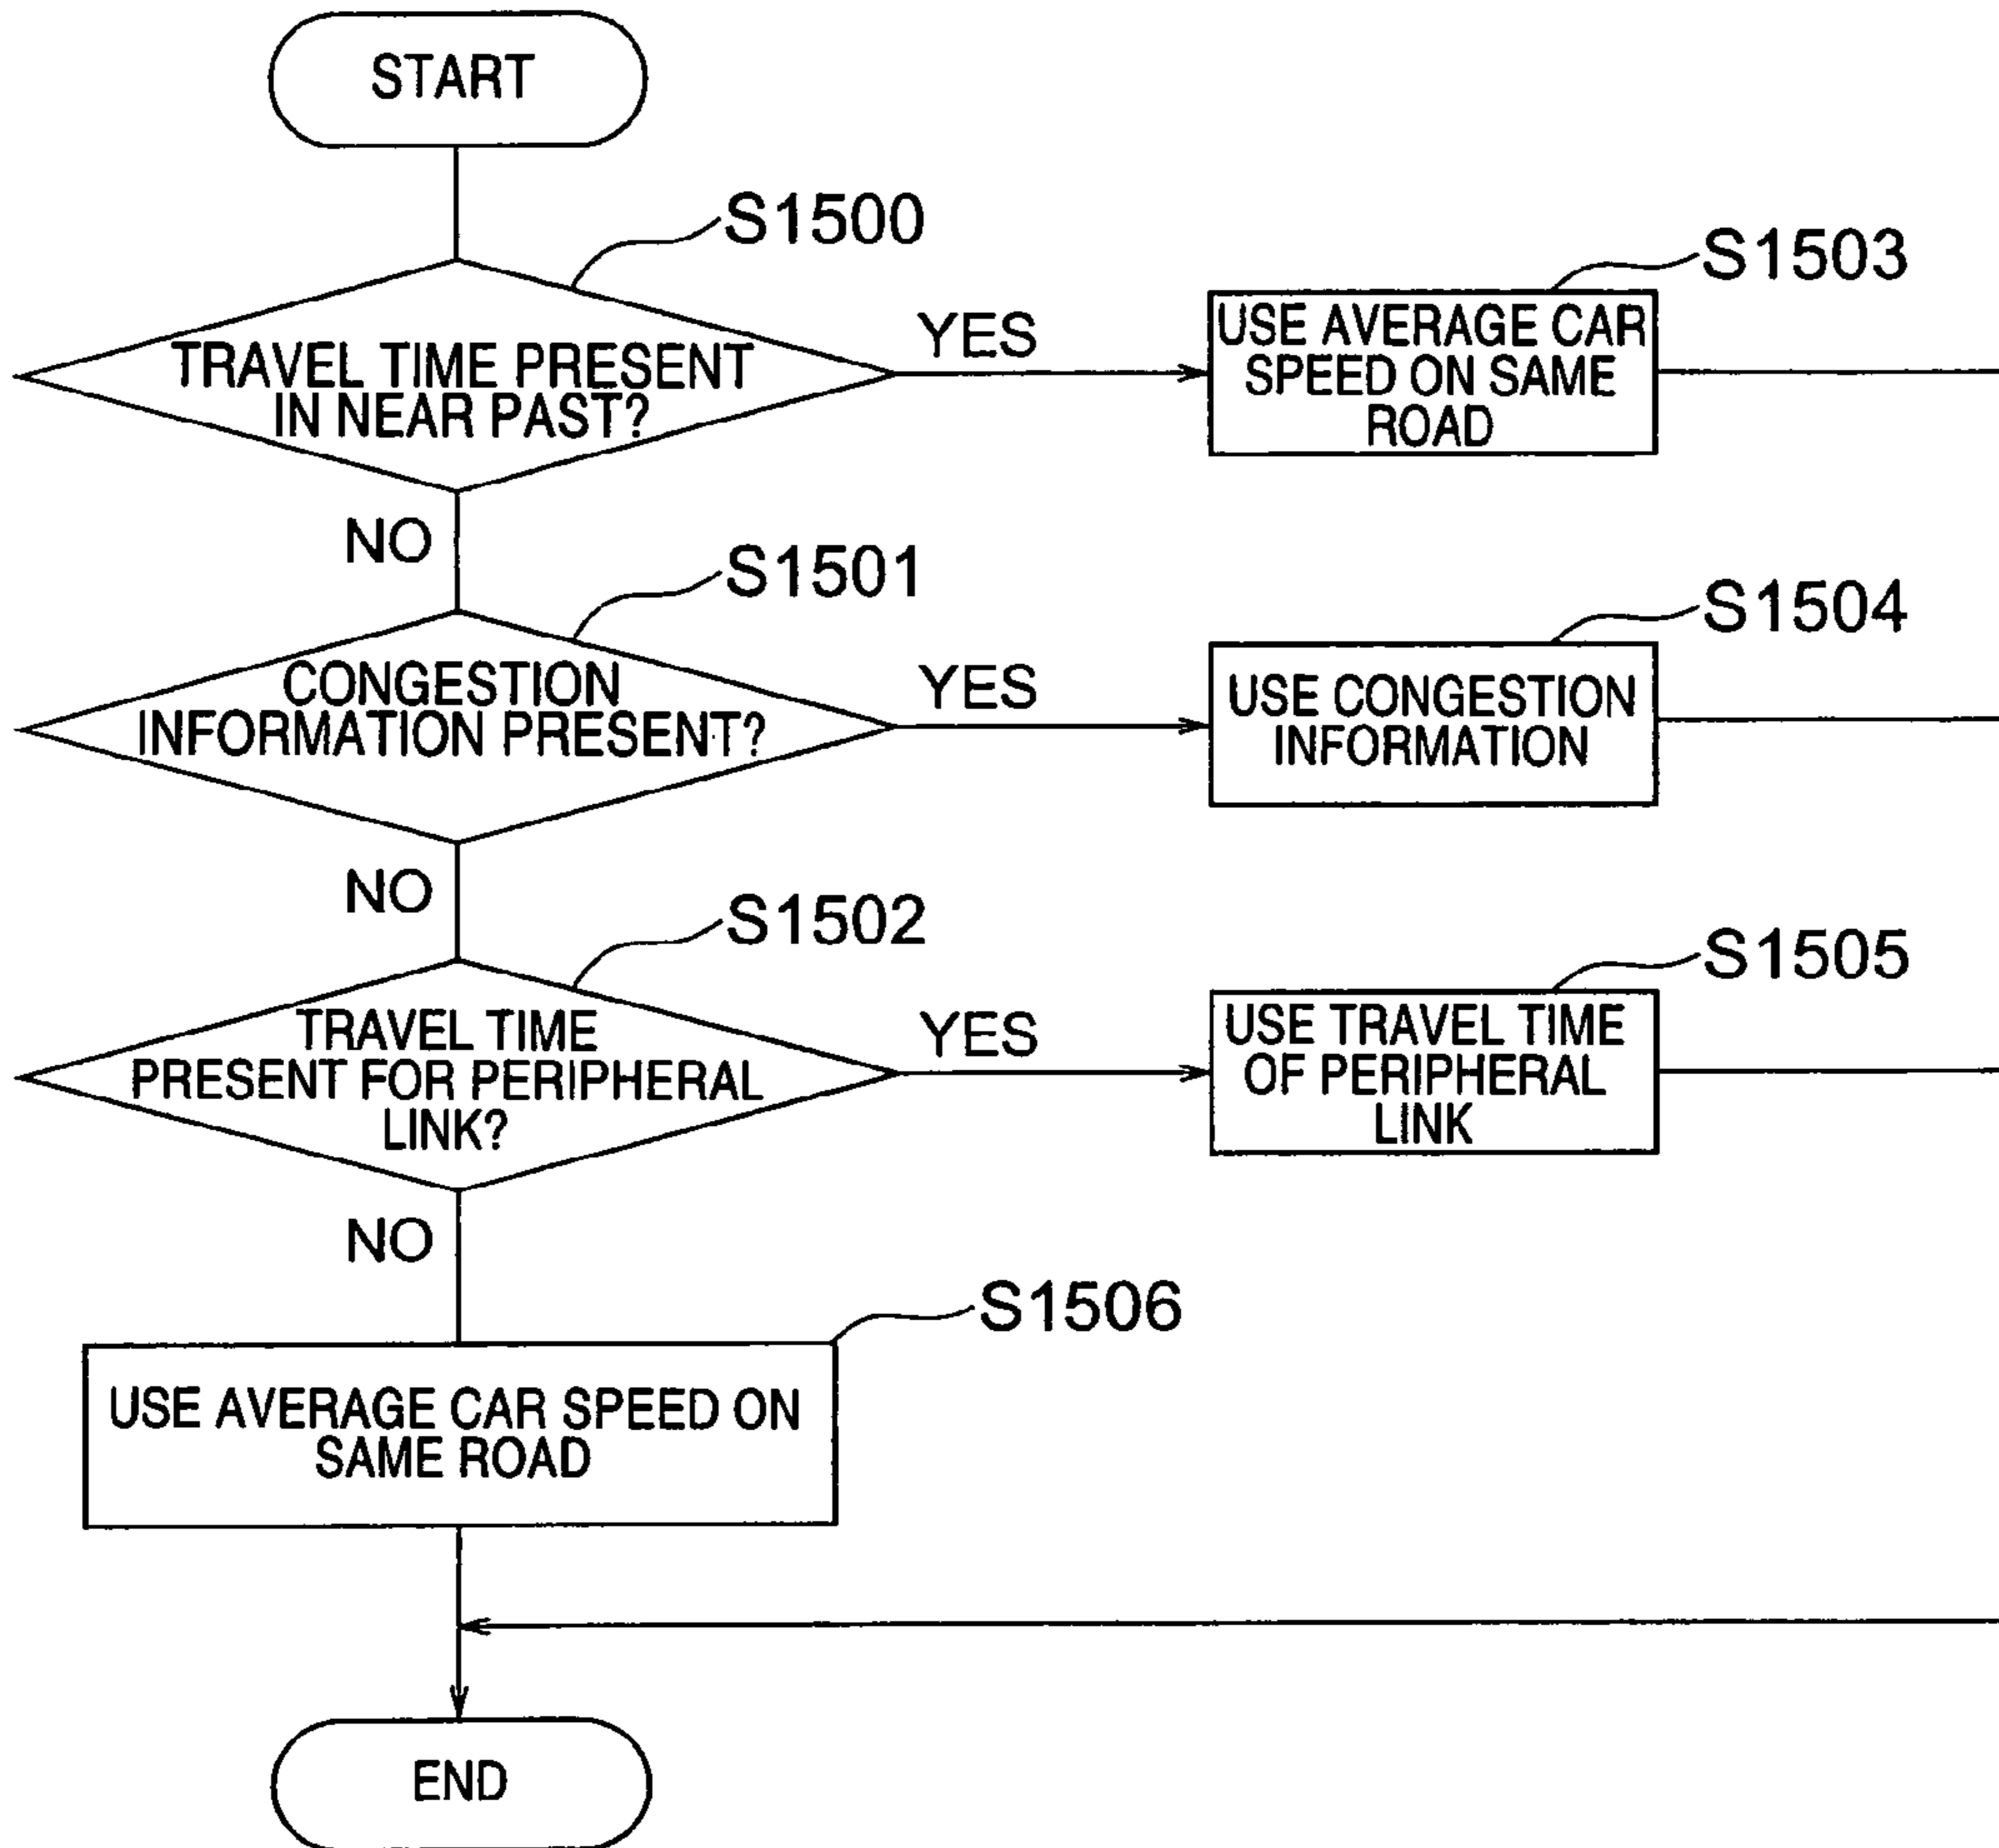 START
S1500
TRAVEL TIME PRESENT
IN NEAR PAST?
YES
S1503
USE AVERAGE CAR
SPEED ON SAME
ROAD
NO
S1501
CONGESTION
INFORMATION PRESENT?
YES
S1504
USE CONGESTION
INFORMATION
NO
S1502
TRAVEL TIME
PRESENT FOR PERIPHERAL
LINK?
YES
S1505
USE TRAVEL TIME
OF PERIPHERAL
LINK
NO
S1506
USE AVERAGE CAR SPEED ON
SAME ROAD
END